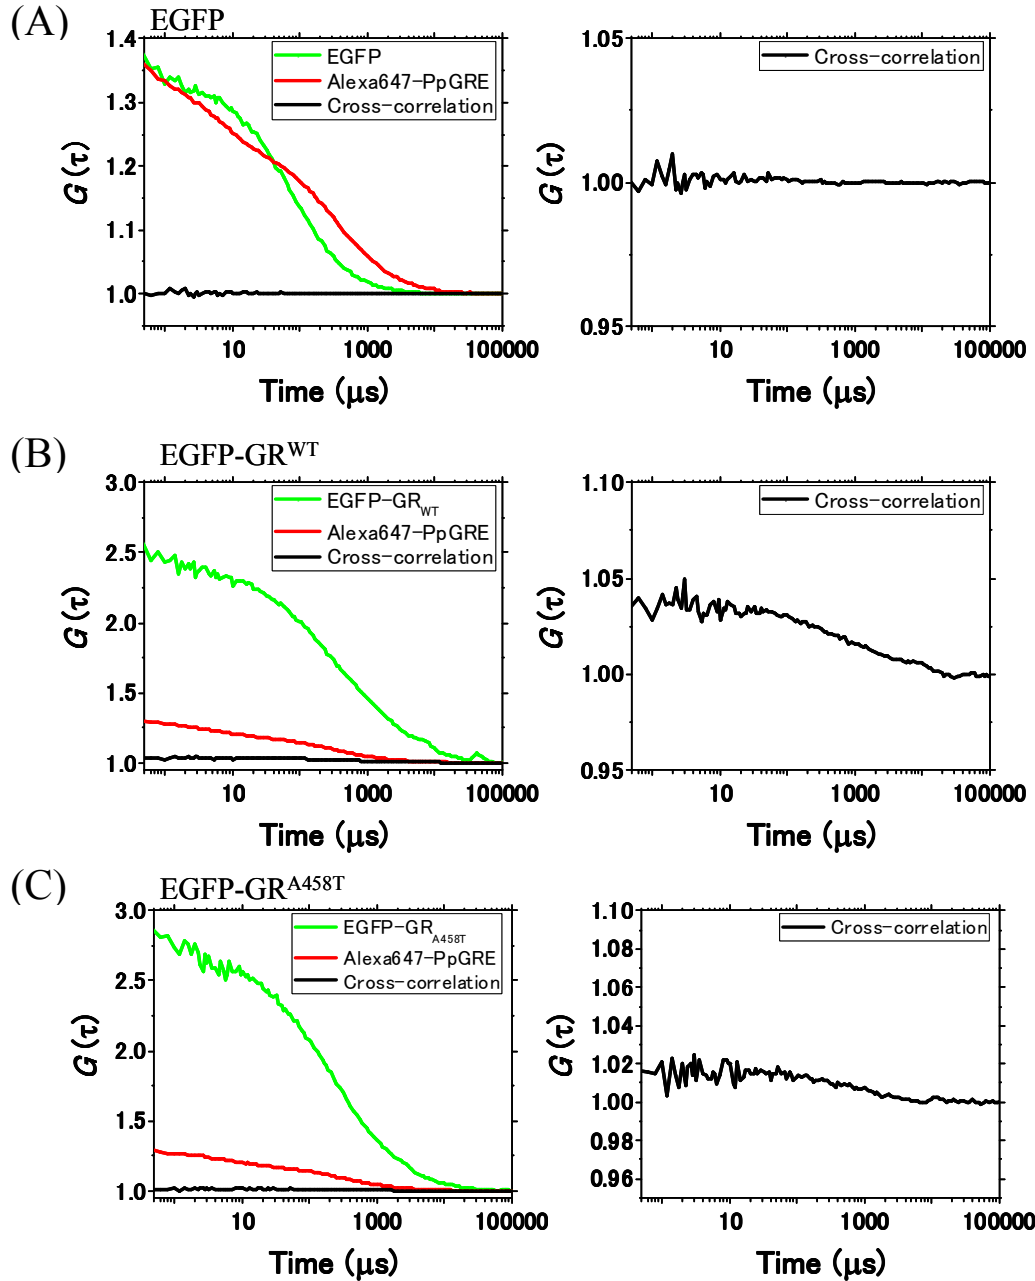 (A) EGFP
1.4
1.3
1.2
1.1
1.0
G(τ)
EGFP
Alexa647-PpGRE
Cross-correlation
10 1000 100000
Time (μs)
1.05
1.00
0.95
G(τ)
Cross-correlation
10 1000 100000
Time (μs)
(B) EGFP-GR^WT
3.0
2.5
2.0
1.5
1.0
G(τ)
EGFP-GR_WT
Alexa647-PpGRE
Cross-correlation
10 1000 100000
Time (μs)
1.10
1.05
1.00
0.95
G(τ)
Cross-correlation
10 1000 100000
Time (μs)
(C) EGFP-GR^A458T
3.0
2.5
2.0
1.5
1.0
G(τ)
EGFP-GR_A458T
Alexa647-PpGRE
Cross-correlation
10 1000 100000
Time (μs)
1.10
1.08
1.06
1.04
1.02
1.00
0.98
0.96
G(τ)
Cross-correlation
10 1000 100000
Time (μs)